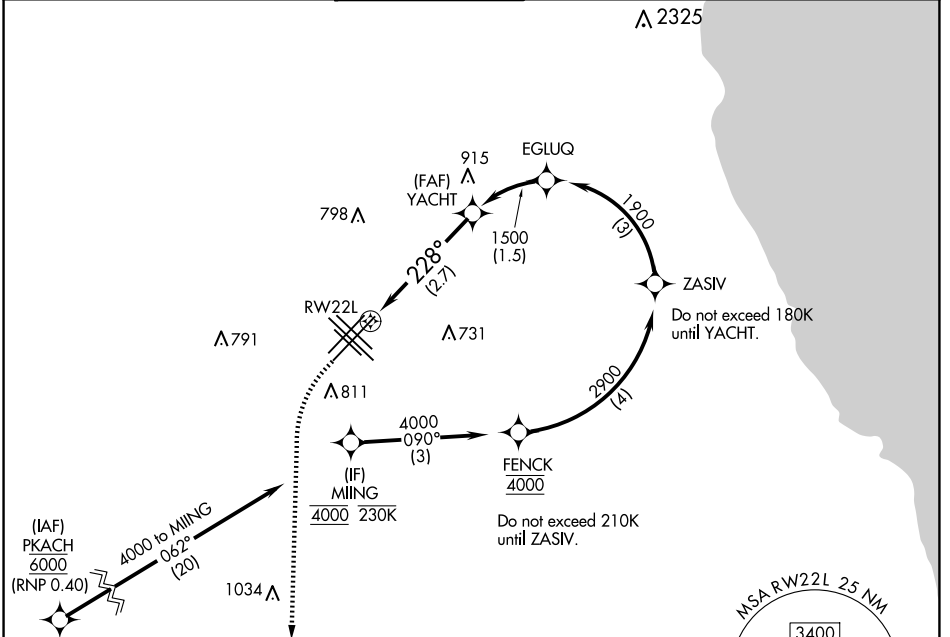 2325
EGLUQ
915
(FAF)
YACHT
798
1500
(1.5)
1900
(3)
228°
(2.7)
ZASIV
RW22L
Do not exceed 180K
until YACHT.
791
731
811
2900
(4)
4000
090°
(3)
(IF)
MIING
4000 230K
FENCK
4000
Do not exceed 210K
until ZASIV.
(IAF)
PKACH
6000
(RNP 0.40)
4000 to MIING
062°
(20)
1034
MSA RW22L 25 NM
3400